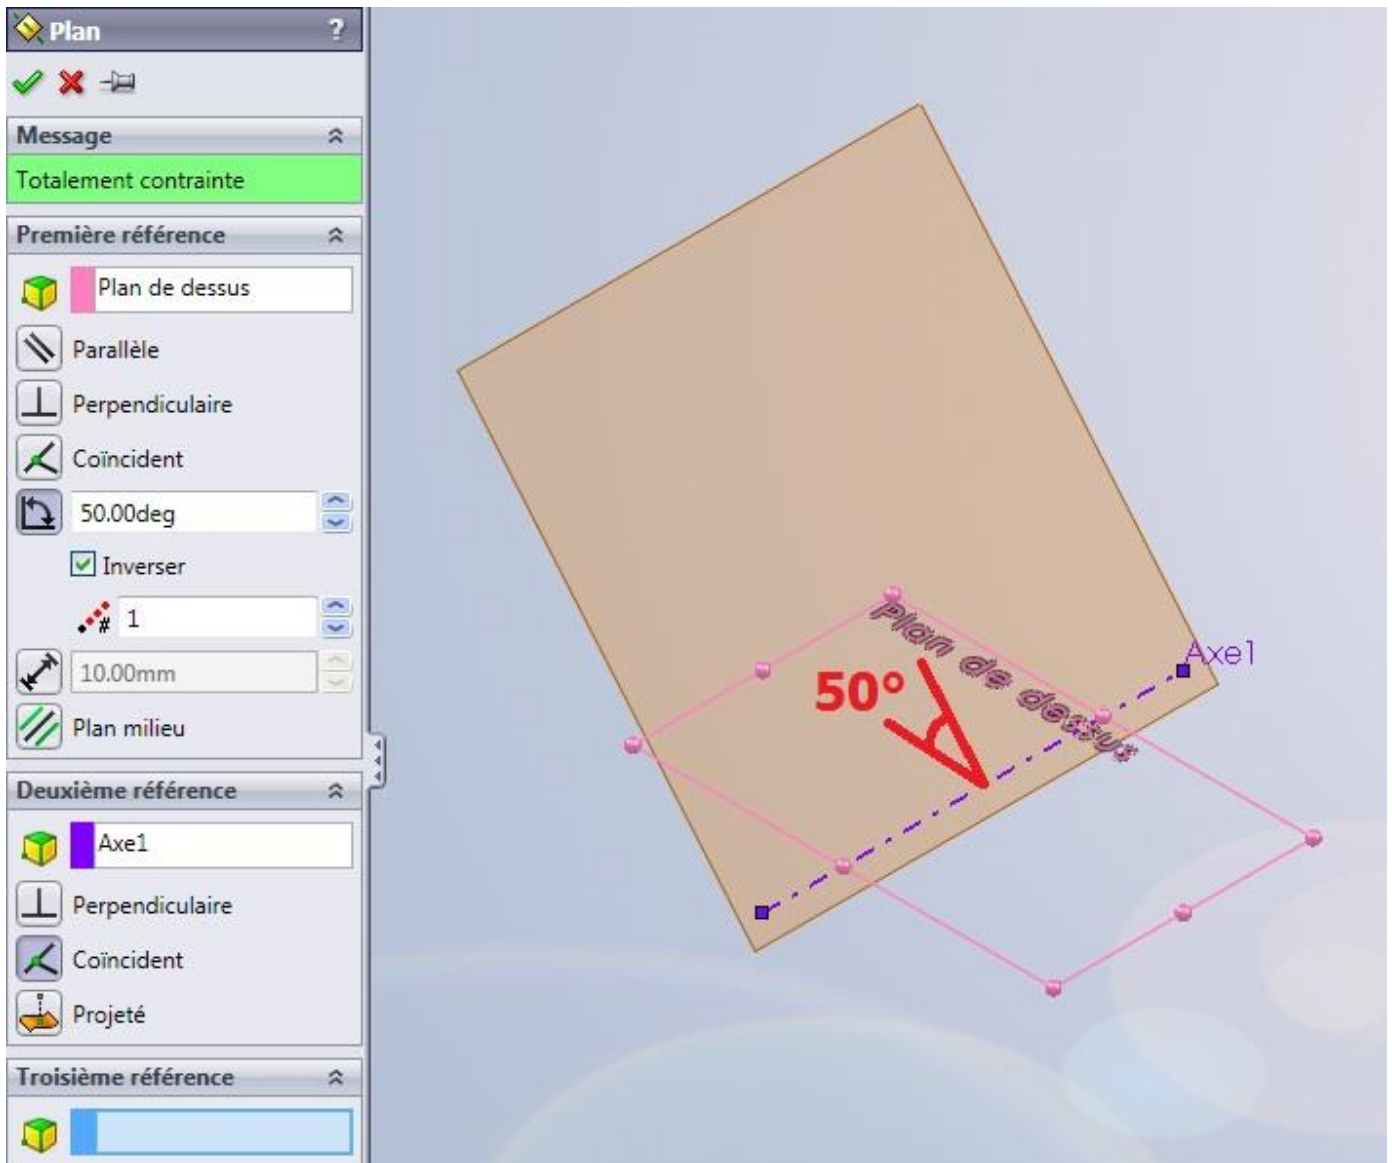 Plan ?
Message
Totalement contrainte
Première référence
Plan de dessus
Parallèle
Perpendiculaire
Coïncident
50.00deg
Inverser
# 1
10.00mm
Plan milieu
Deuxième référence
Axe1
Perpendiculaire
Coïncident
Projeté
Troisième référence
Plan de dessus
Axe1
50°